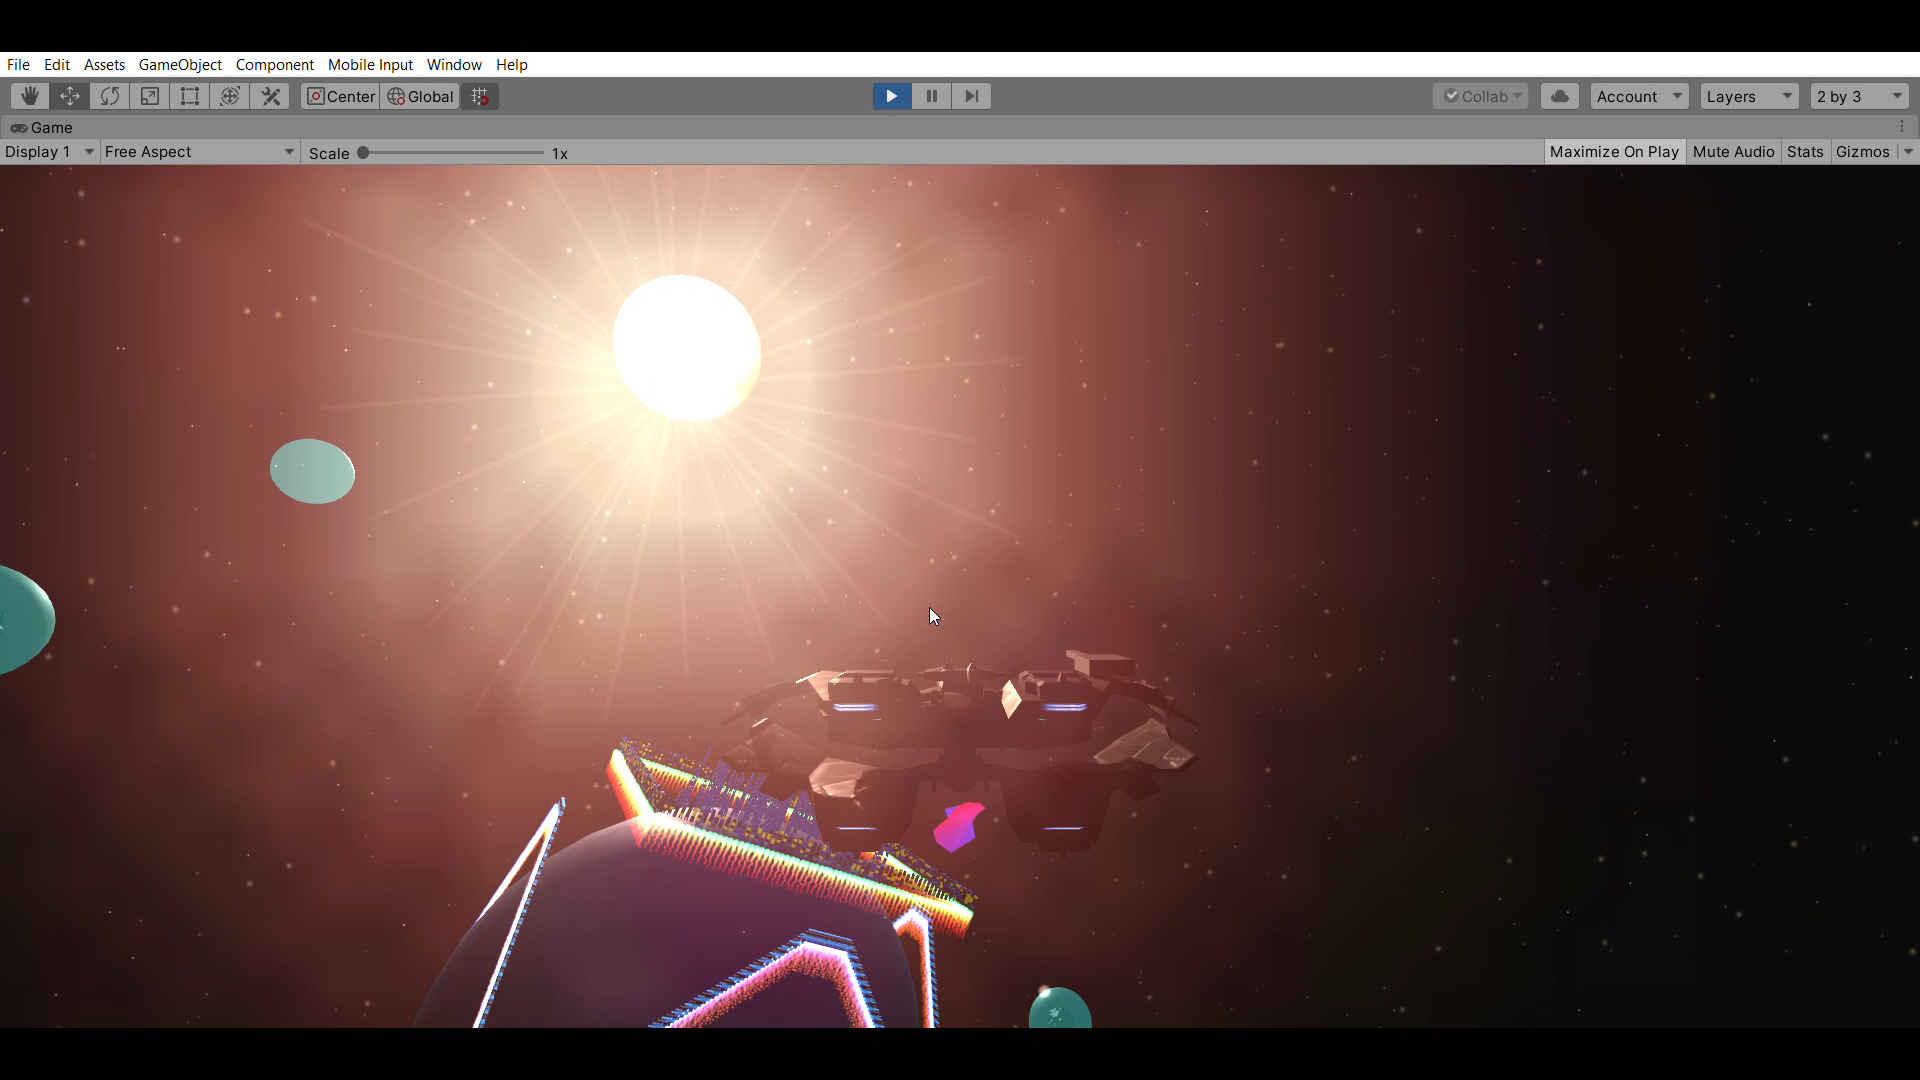 File Edit Assets GameObject Component Mobile Input Window Help
Center Global Collab Account Layers 2 by 3
Game
Display 1 Free Aspect Scale 1x Maximize On Play Mute Audio Stats Gizmos